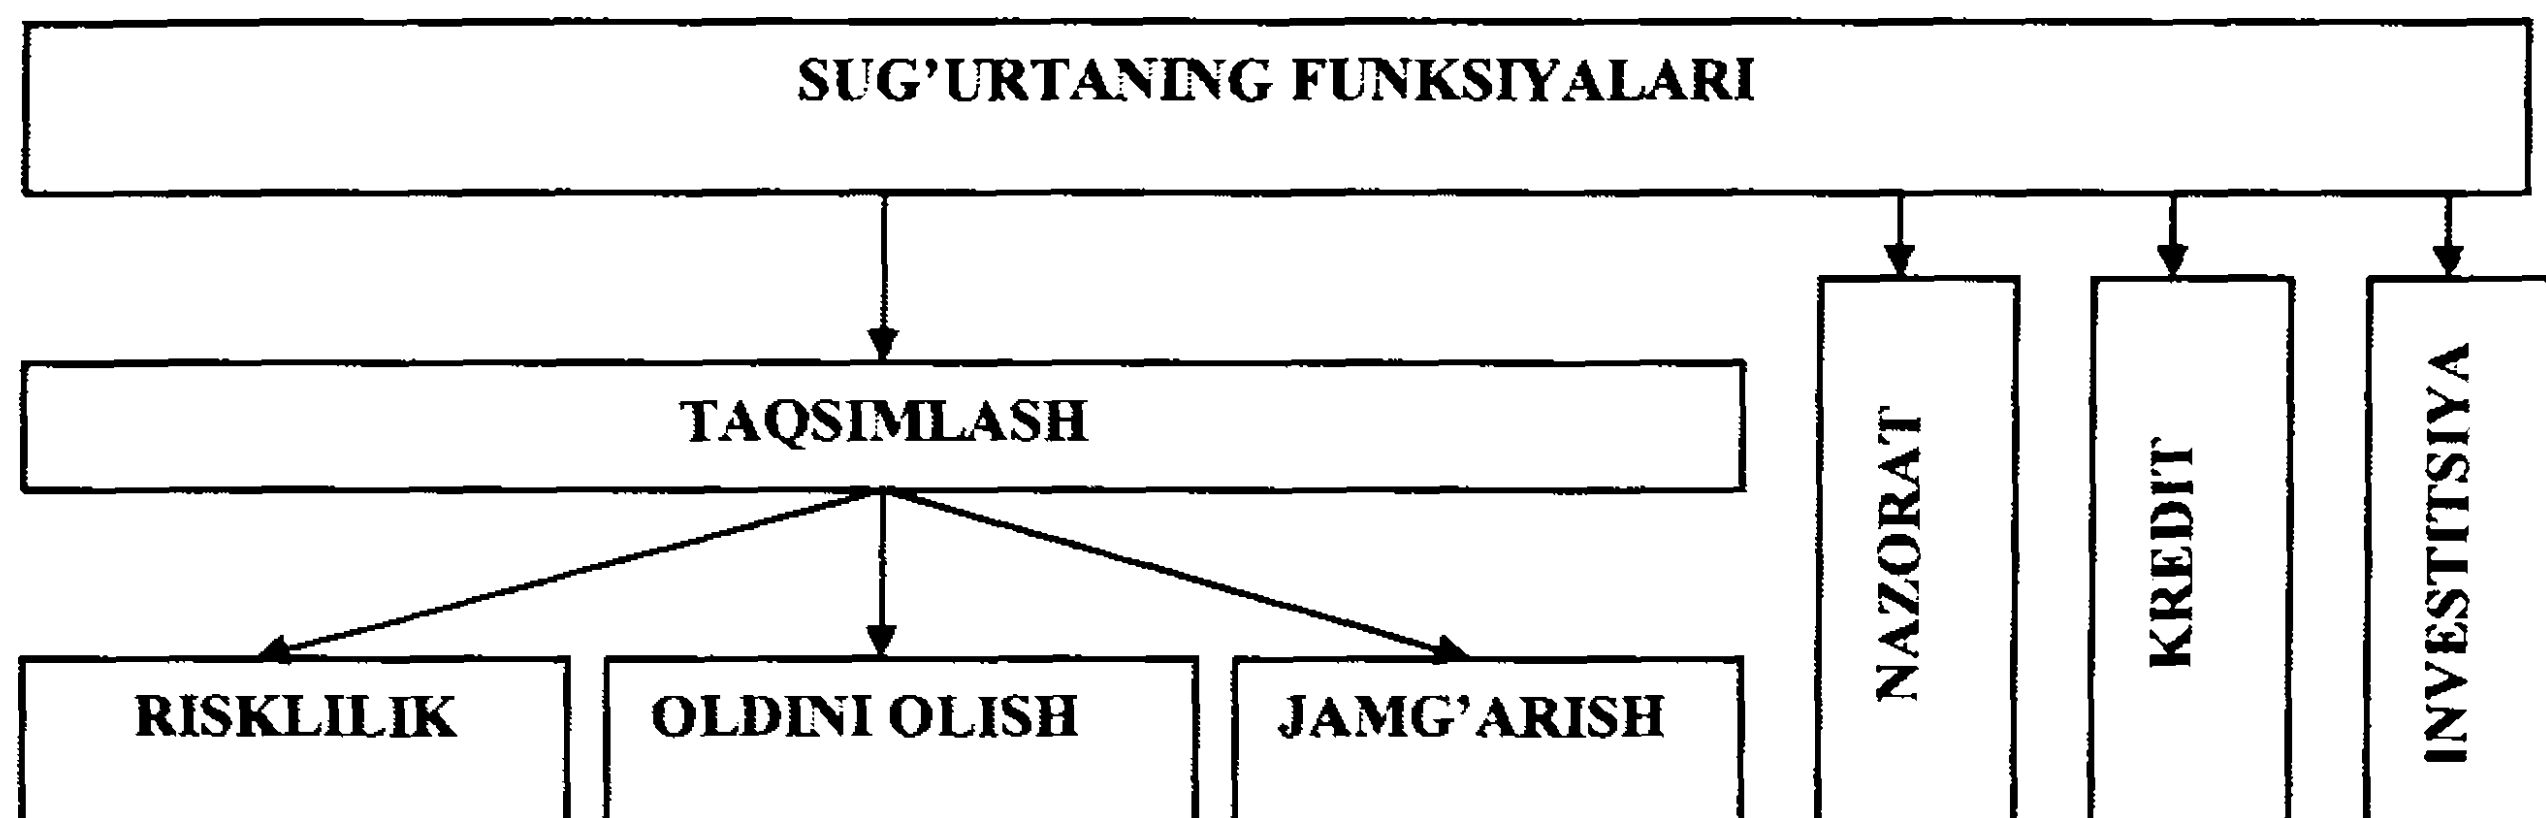 SUG’URTANING FUNKSIYALARI
TAQSIMLASH
RISKLILIK
OLDINI OLISH
JAMG’ARISH
NAZORAT
KREDIT
INVESTITSIYA